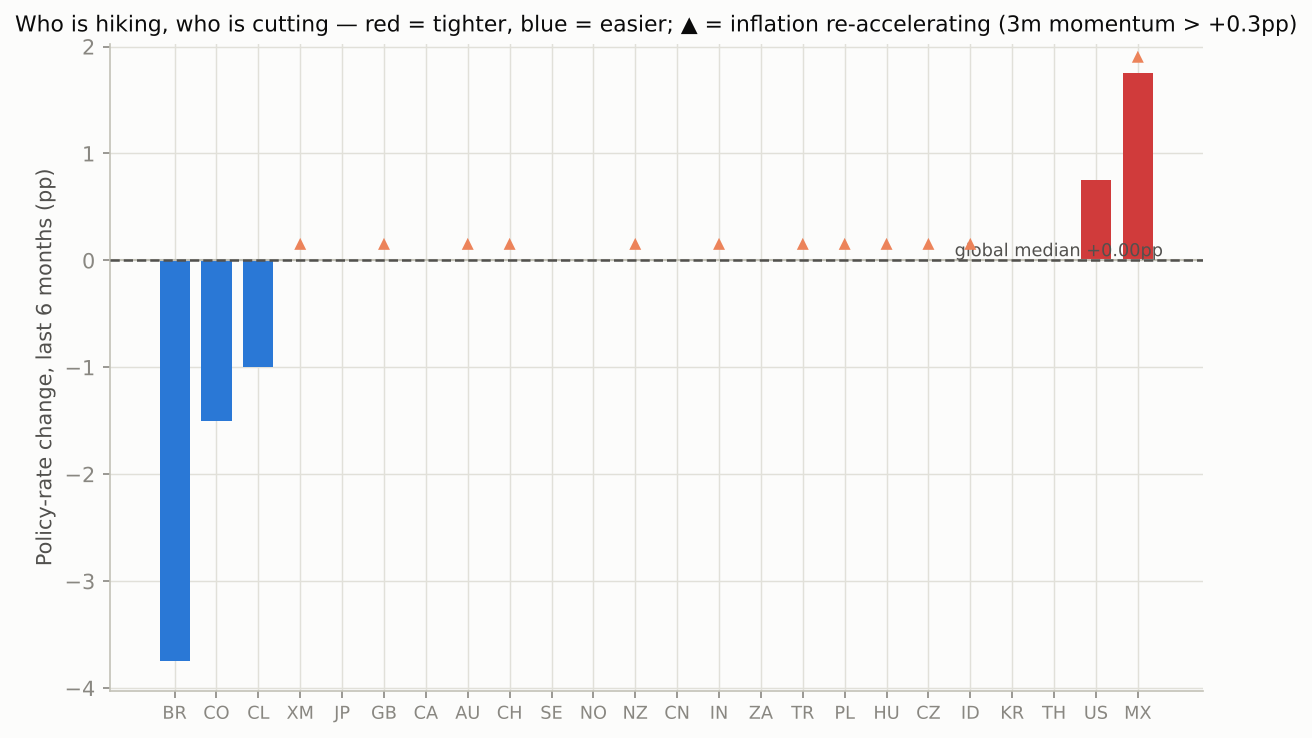 Who is hiking, who is cutting — red = tighter, blue = easier; ▲ = inflation re-accelerating (3m momentum > +0.3pp)
Policy-rate change, last 6 months (pp)
2
1
0
−1
−2
−3
−4
global median +0.00pp
BR CO CL XM JP GB CA AU CH SE NO NZ CN IN ZA TR PL HU CZ ID KR TH US MX